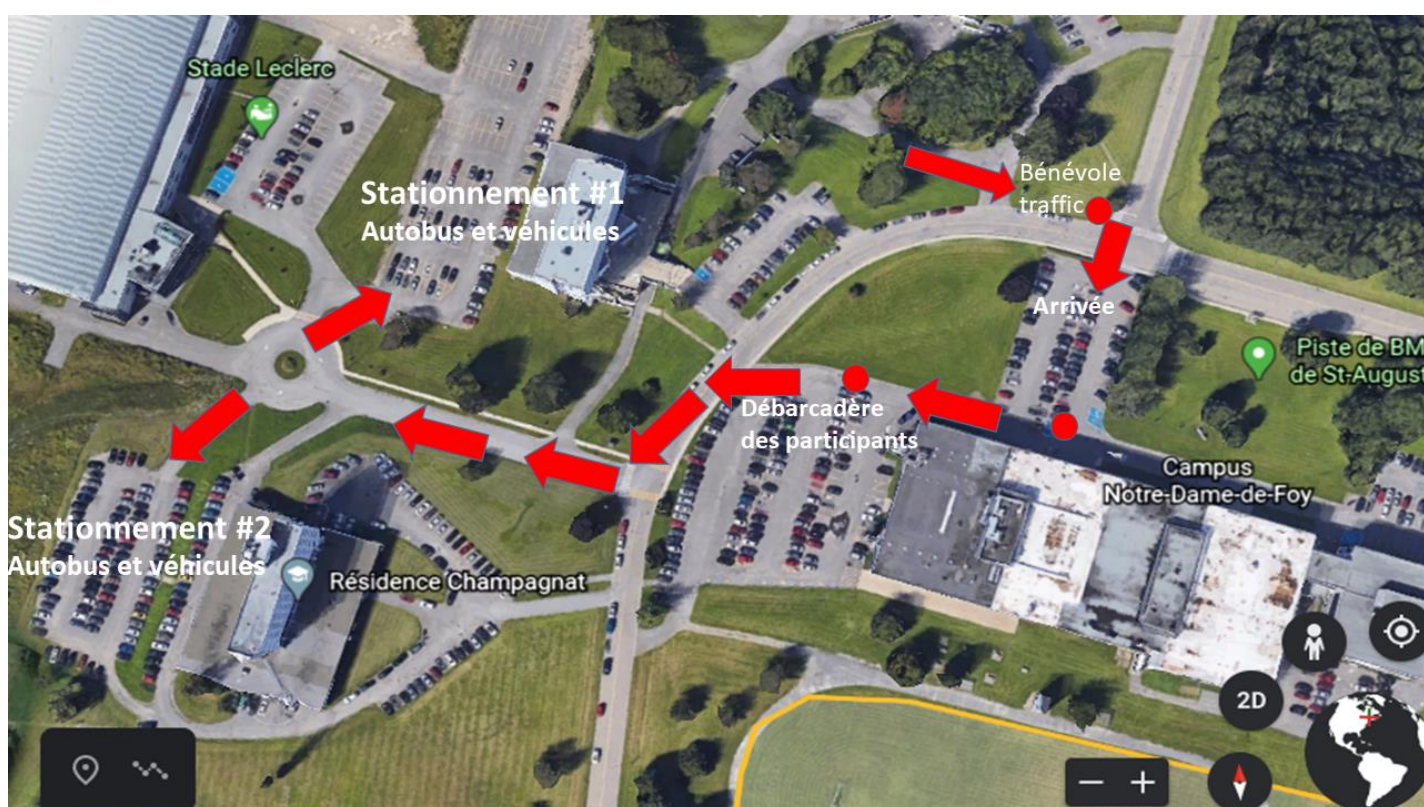 Stade Leclerc
Stationnement #1
Autobus et véhicules
Bénévole
traffic
Arrivée
Piste de BM
de St-August
Débarcadère
des participants
Campus
Notre-Dame-de-Foy
Stationnement #2
Autobus et véhicules
Résidence Champagnat
2D